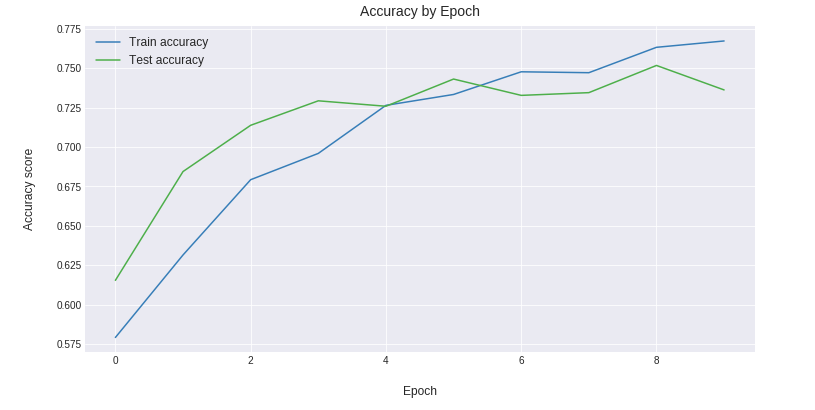 Accuracy by Epoch
Train accuracy
Test accuracy
Accuracy score
0.775
0.750
0.725
0.700
0.675
0.650
0.625
0.600
0.575
0 2 4 6 8
Epoch